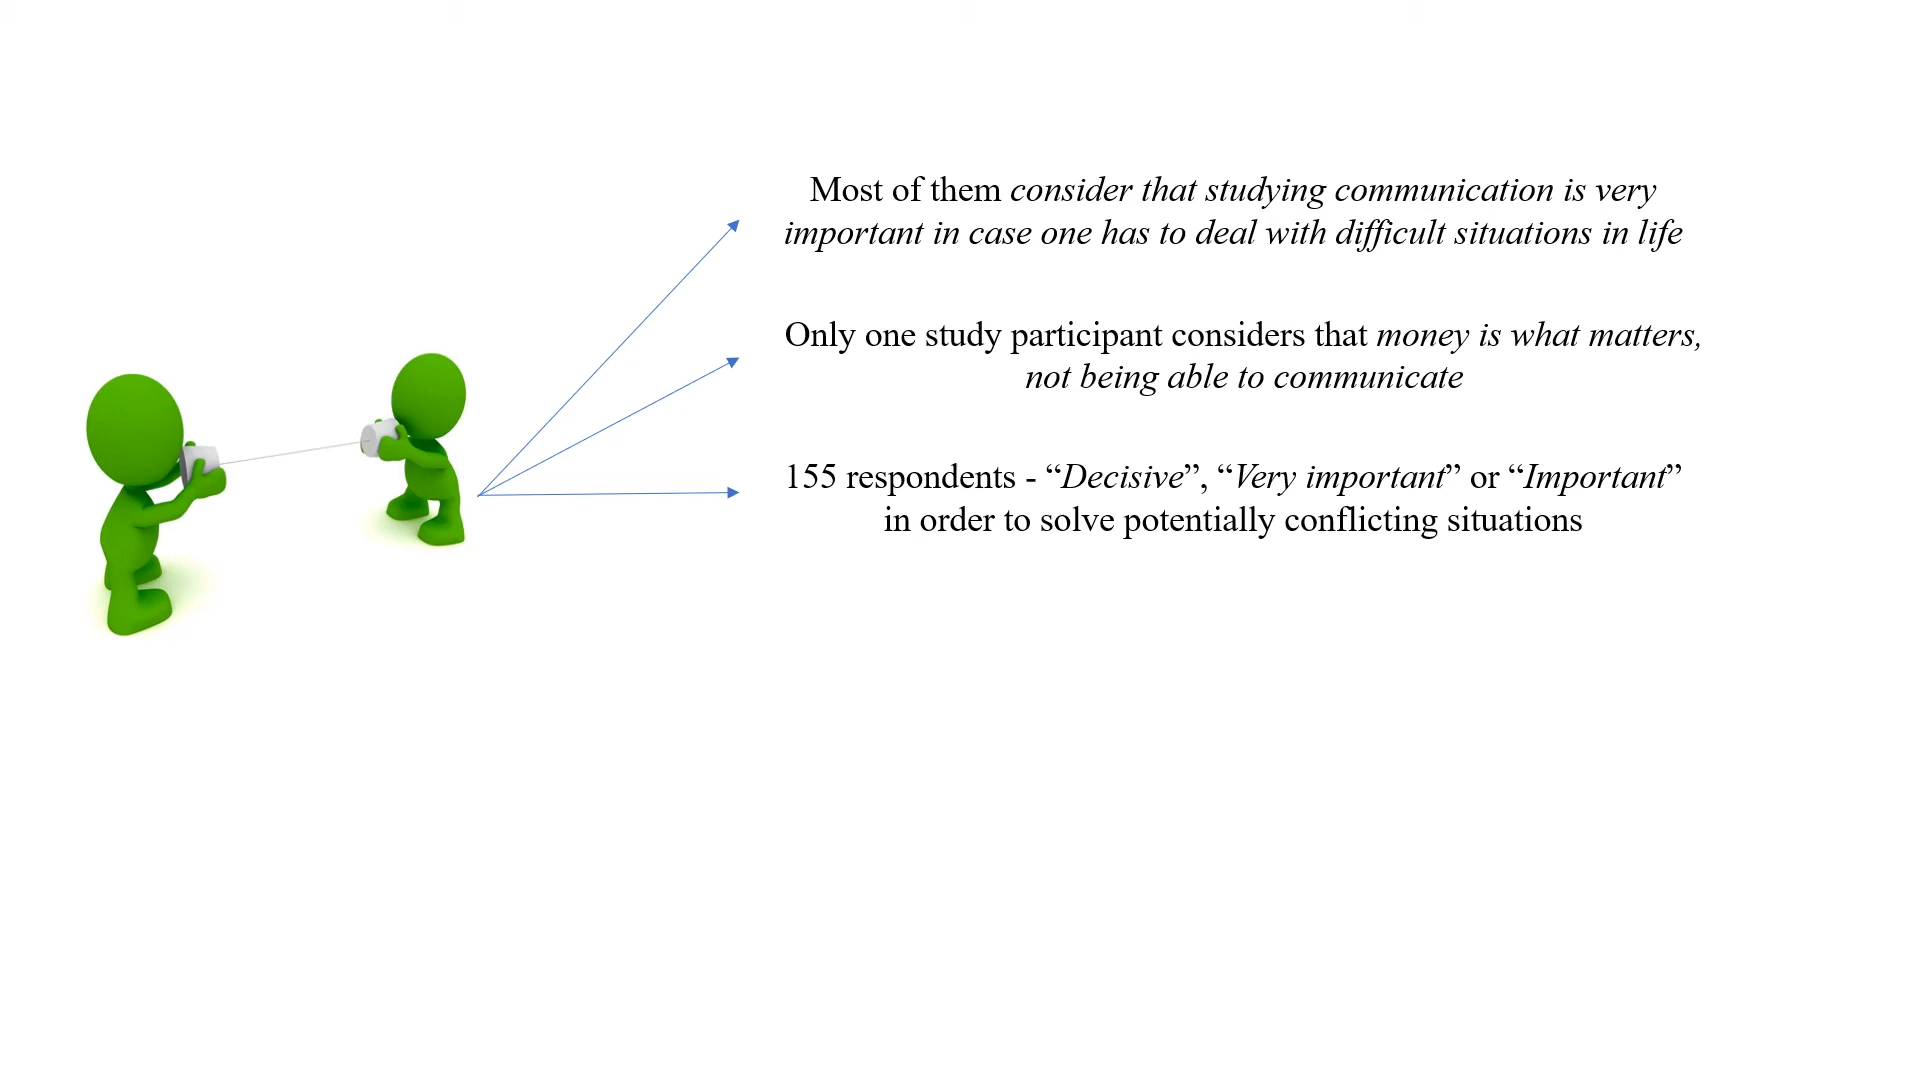 Most of them consider that studying communication is very
important in case one has to deal with difficult situations in life
Only one study participant considers that money is what matters,
not being able to communicate
155 respondents - “Decisive”, “Very important” or “Important”
in order to solve potentially conflicting situations